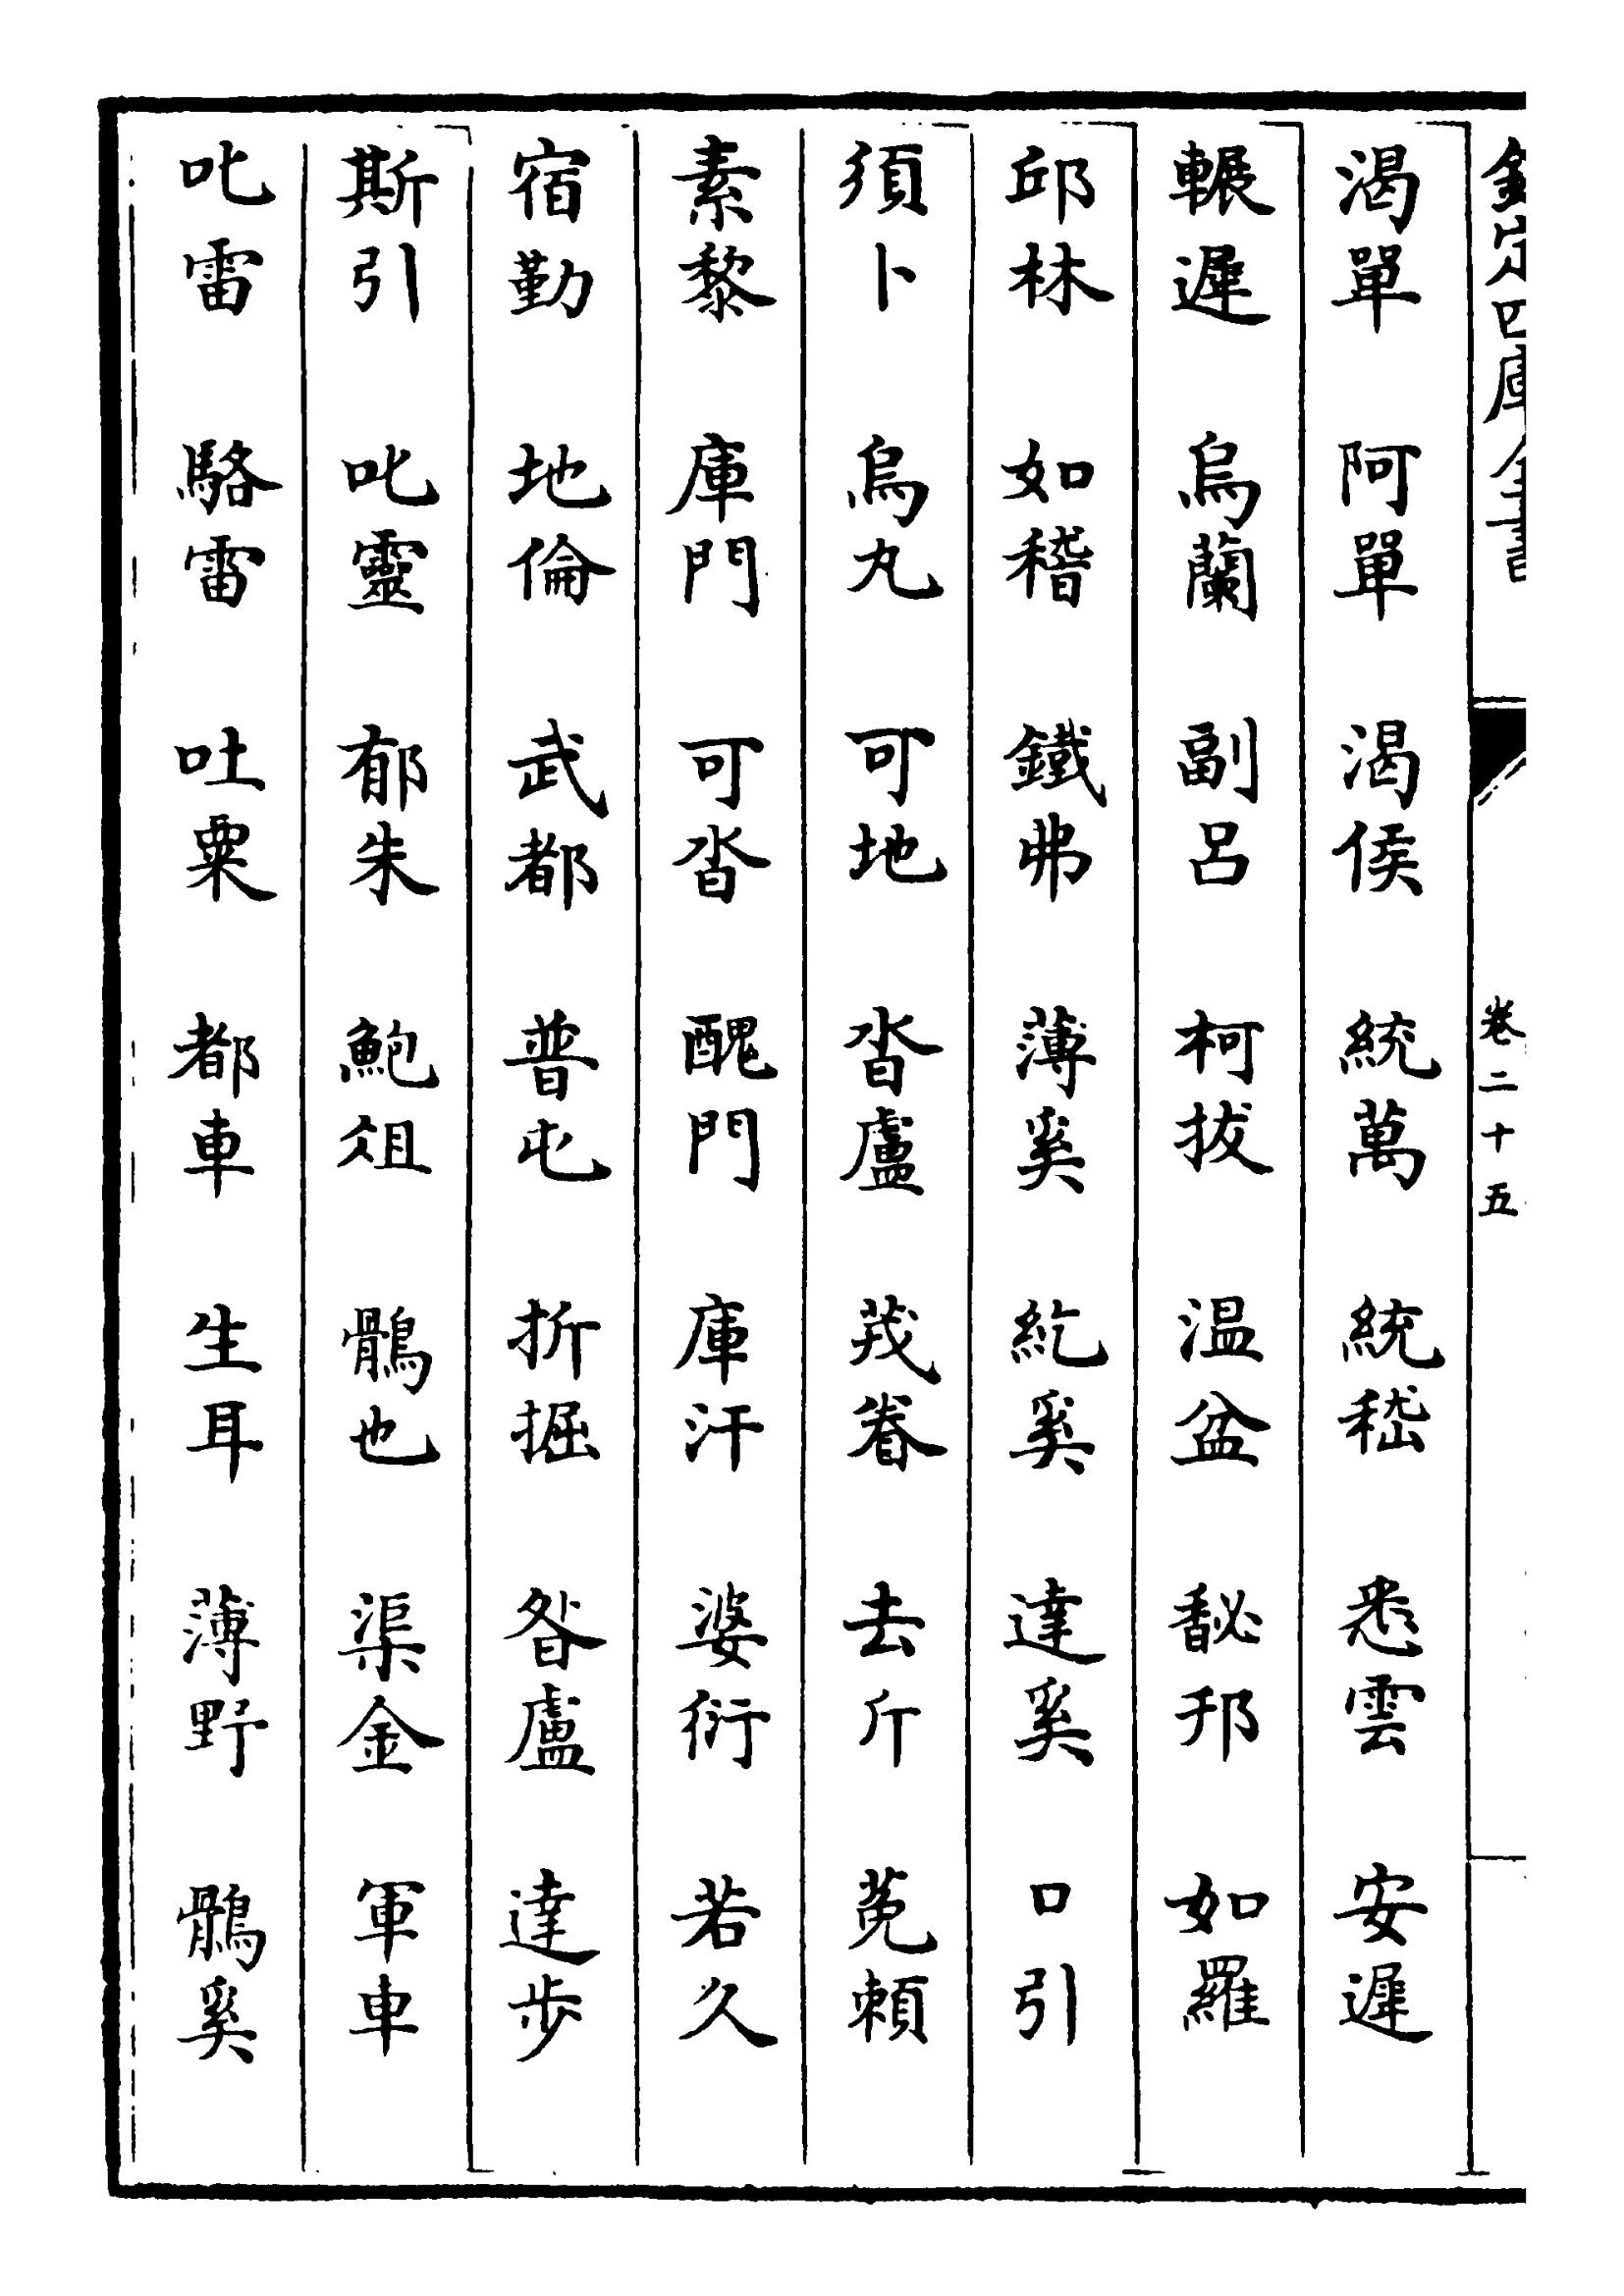 欽定四庫全書 卷二十五
渴單 阿單 渴侯 統萬 統嵇 悉雲 安遲
輾遲 烏蘭 副呂 柯拔 温盆 馝邘 如羅
邱林 如稽 鐵弗 薄奚 紇奚 達奚 口引
須卜 烏丸 可地 沓盧 茂眷 去斤 莵頼
素黎 庫門 可沓 醜門 庫汗 婆衍 若久
宿勤 地倫 武都 普屯 折掘 昝盧 達步
斯引 叱靈 郁朱 鮑俎 鶻也 渠金 軍車
叱雷 駱雷 吐粟 都車 生耳 薄野 鶻奚